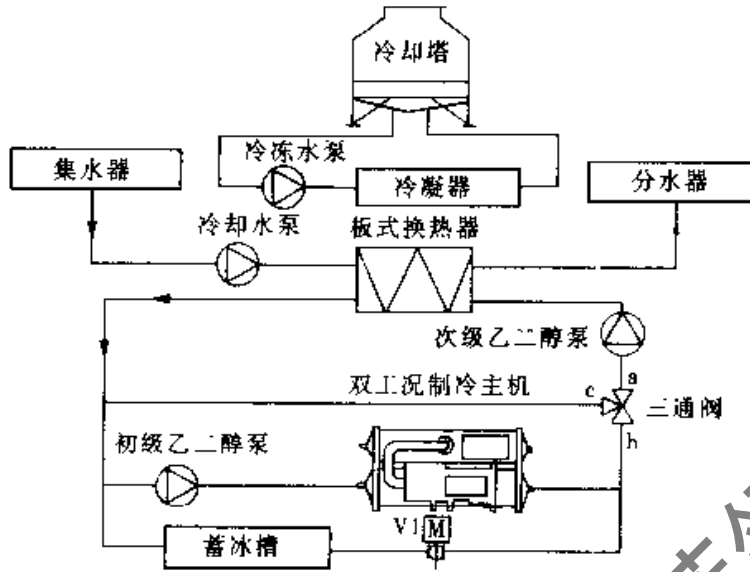 冷却塔
冷冻水泵
集水器
冷凝器
分水器
冷却水泵
板式换热器
次级乙二醇泵
a
双工况制冷主机
c
三通阀
初级乙二醇泵
h
V1
M
蓄冰槽